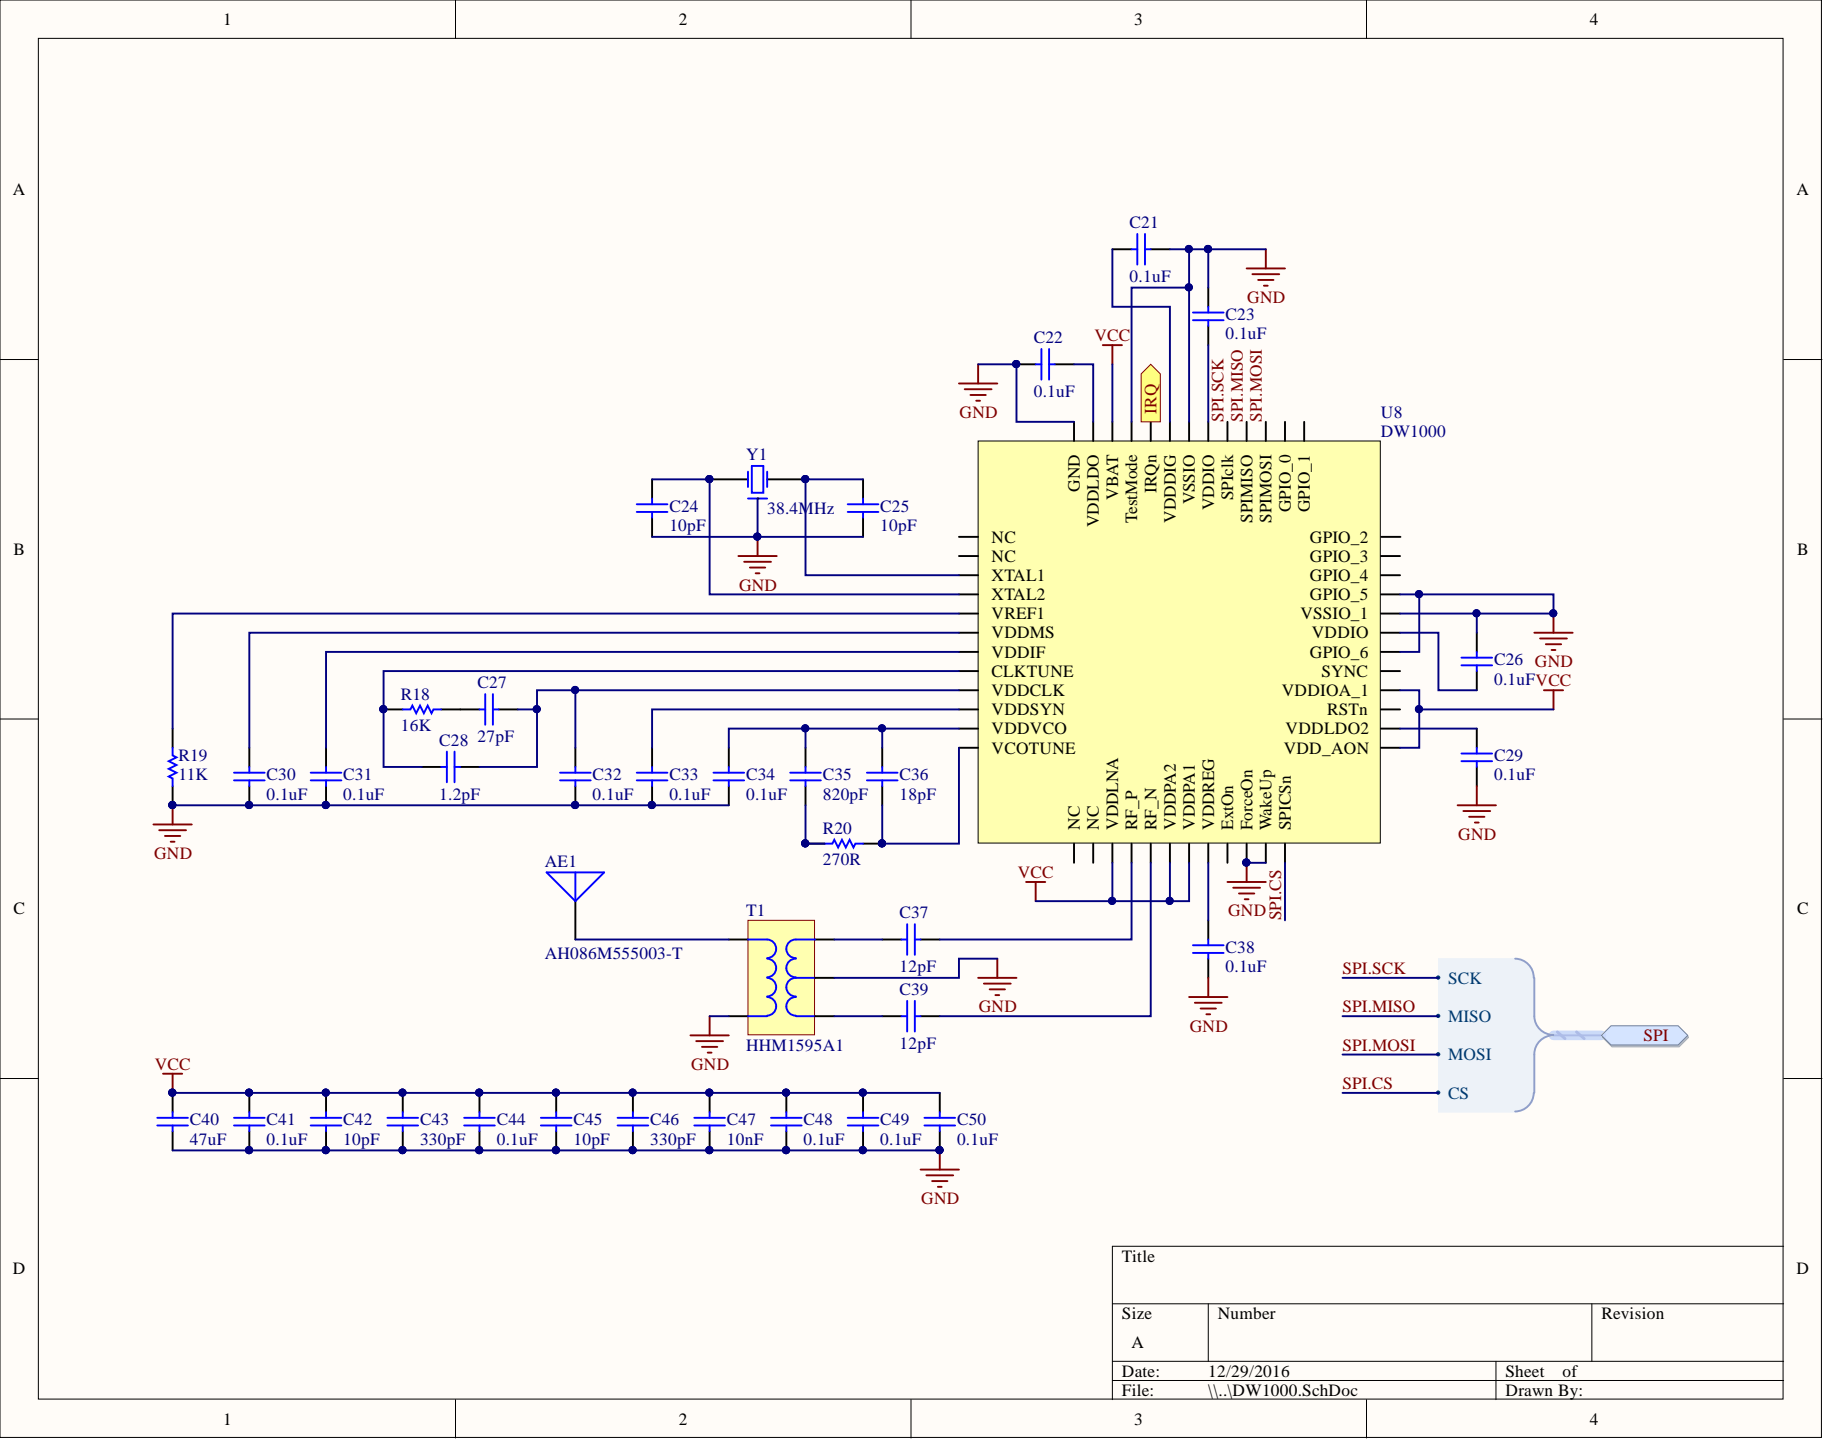 1
2
3
4
A
A
C21
0.1uF
GND
C23
0.1uF
C22
0.1uF
GND
VCC
IRQ
SPI.SCK
SPI.MISO
SPI.MOSI
U8
DW1000
GND
VDDLDO
VBAT
TestMode
IRQn
VDDDIG
VSSIO
VDDIO
SPIclk
SPIMISO
SPIMOSI
GPIO_0
GPIO_1
Y1
38.4MHz
C24
10pF
C25
10pF
GND
B
B
NC
NC
XTAL1
XTAL2
VREF1
VDDMS
VDDIF
CLKTUNE
VDDCLK
VDDSYN
VDDVCO
VCOTUNE
GPIO_2
GPIO_3
GPIO_4
GPIO_5
VSSIO_1
VDDIO
GPIO_6
SYNC
VDDIOA_1
RSTn
VDDLDO2
VDD_AON
C26
0.1uF
GND
VCC
C29
0.1uF
GND
R18
16K
C27
27pF
C28
1.2pF
R19
11K
C30
0.1uF
C31
0.1uF
C32
0.1uF
C33
0.1uF
C34
0.1uF
C35
820pF
C36
18pF
R20
270R
GND
NC
NC
VDDLNA
RF_P
RF_N
VDDPA2
VDDPA1
VDDREG
ExtOn
ForceOn
WakeUp
SPICSn
VCC
GND
SPI.CS
C
C
AE1
AH086M555003-T
T1
HHM1595A1
C37
12pF
C39
12pF
GND
GND
C38
0.1uF
GND
SPI.SCK
SPI.MISO
SPI.MOSI
SPI.CS
SCK
MISO
MOSI
CS
SPI
VCC
C40
47uF
C41
0.1uF
C42
10pF
C43
330pF
C44
0.1uF
C45
10pF
C46
330pF
C47
10nF
C48
0.1uF
C49
0.1uF
C50
0.1uF
GND
D
D
Title
Size
Number
Revision
A
Date:
12/29/2016
Sheet of
File:
\\..\DW1000.SchDoc
Drawn By:
1
2
3
4